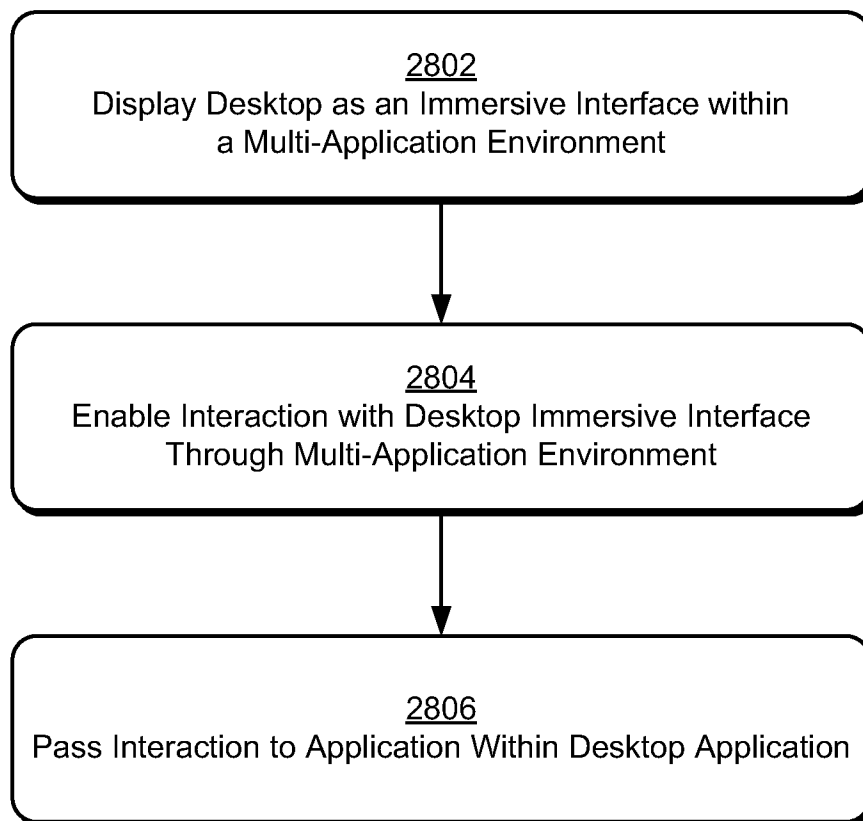 2802
Display Desktop as an Immersive Interface within
a Multi-Application Environment
2804
Enable Interaction with Desktop Immersive Interface
Through Multi-Application Environment
2806
Pass Interaction to Application Within Desktop Application